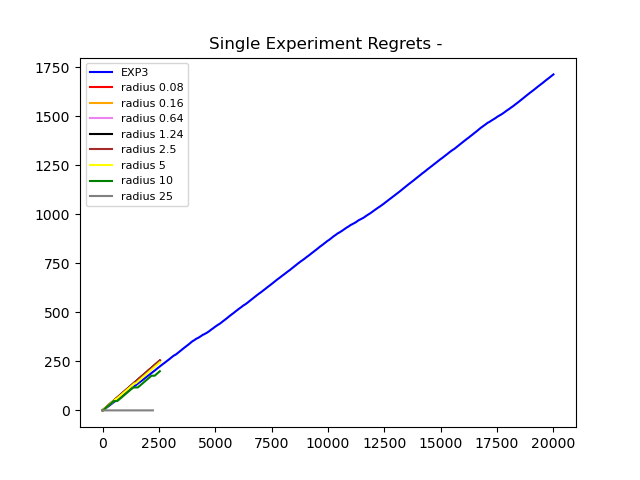 Single Experiment Regrets -
1750
1500
1250
1000
750
500
250
0
EXP3
radius 0.08
radius 0.16
radius 0.64
radius 1.24
radius 2.5
radius 5
radius 10
radius 25
0 2500 5000 7500 10000 12500 15000 17500 20000